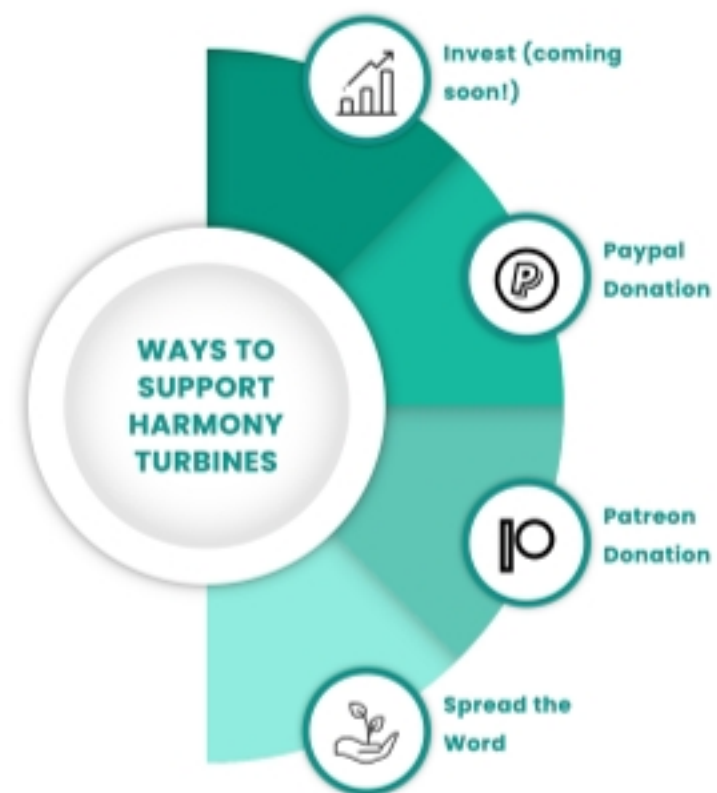 Invest (coming
soon!)
Paypal
Donation
WAYS TO
SUPPORT
HARMONY
TURBINES
Patreon
Donation
Spread the
Word